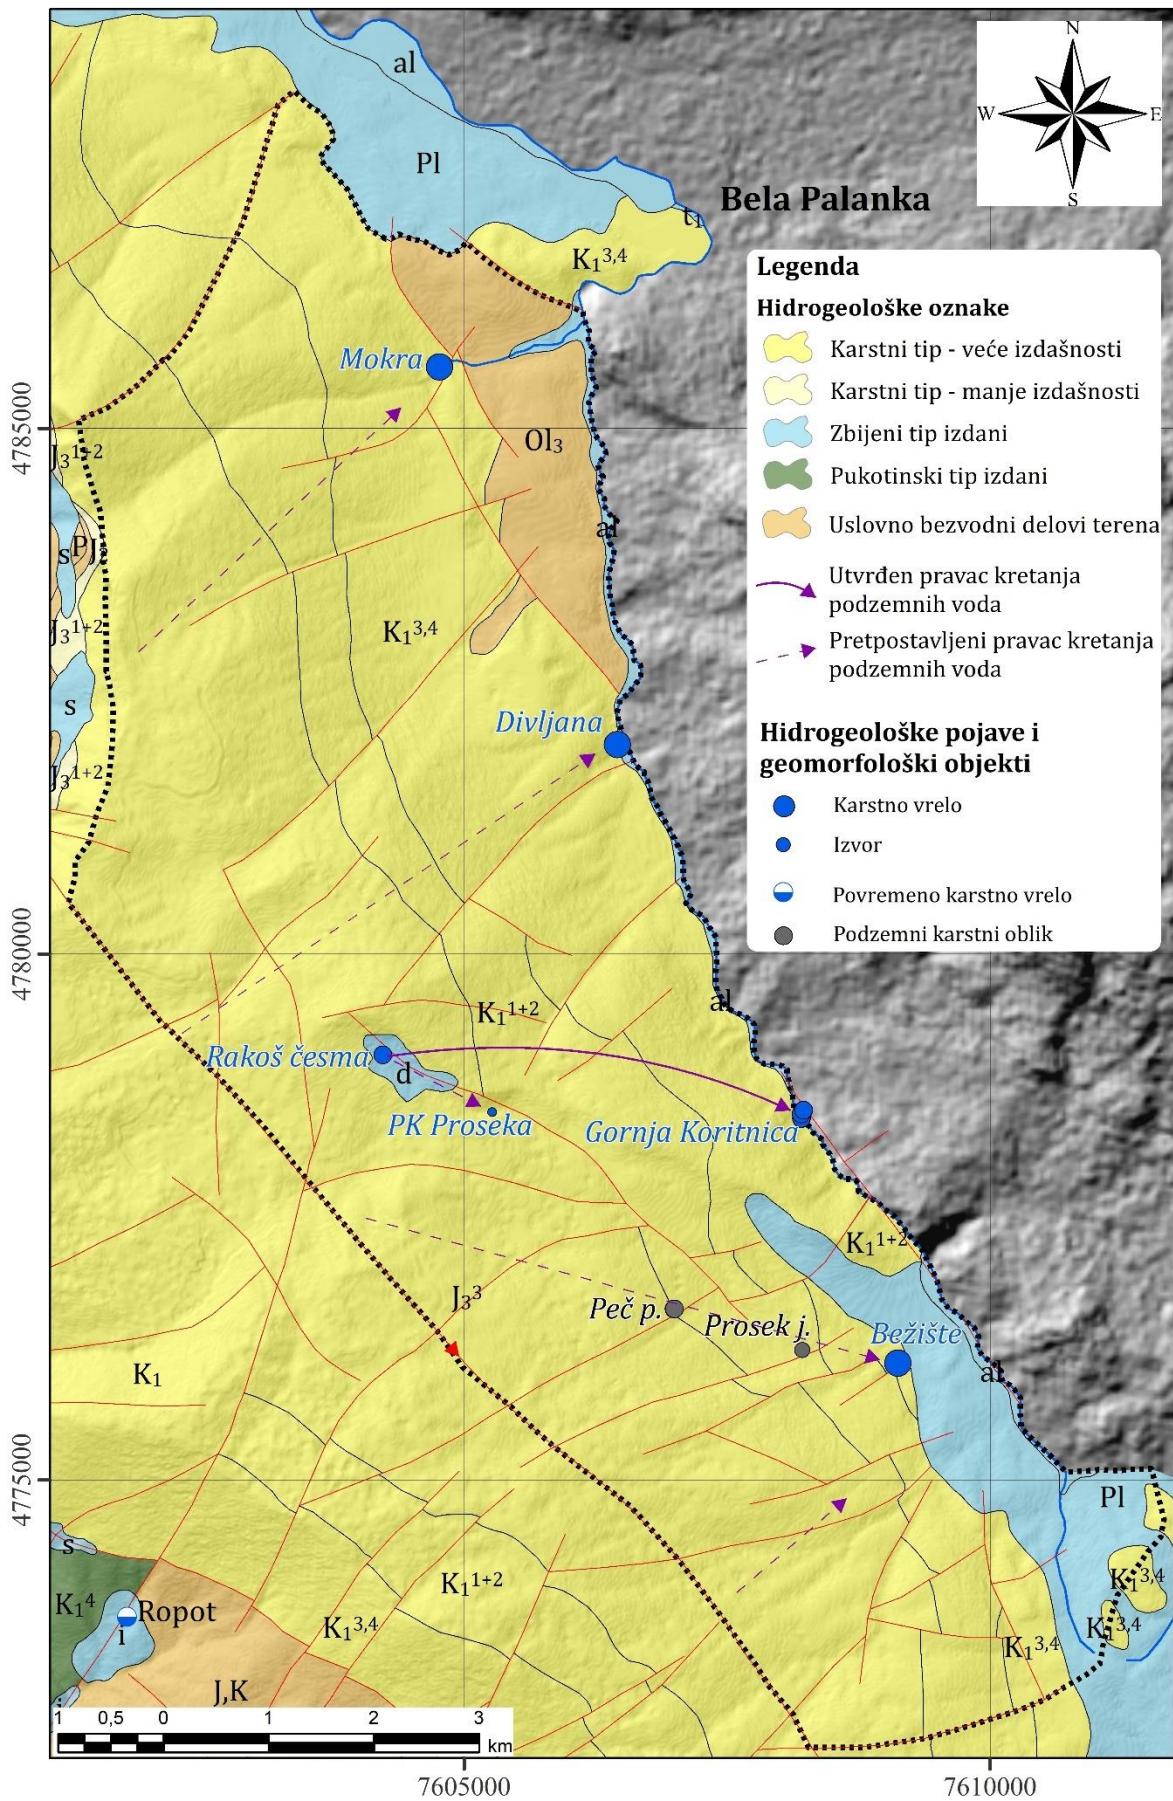 al
N
W
E
S
Pl
t1
Bela Palanka
K₁³,⁴
Legenda
Hidrogeološke oznake
Karstni tip - veće izdašnosti
Karstni tip - manje izdašnosti
Zbijeni tip izdani
Pukotinski tip izdani
Uslovno bezvodni delovi terena
Utvrđen pravac kretanja
podzemnih voda
Pretpostavljeni pravac kretanja
podzemnih voda
Hidrogeološke pojave i
geomorfološki objekti
Karstno vrelo
Izvor
Povremeno karstno vrelo
Podzemni karstni oblik
Mokra
4785000
Ol₃
J₃¹⁺²
s
al
J₃¹⁺²
K₁³,⁴
s
Divljana
J₃¹⁺²
4780000
al
K₁¹⁺²
Rakoš česma
d
PK Proseka
Gornja Koritnica
K₁¹⁺²
J₃³
Peč p.
Prosek j.
Bežište
K₁
al
4775000
Pl
s
K₁¹⁺²
K₁³,⁴
K₁⁴
Ropot
i
K₁³,⁴
K₁³,⁴
K₁³,⁴
J,K
i
1 0,5 0 1 2 3
km
7605000
7610000